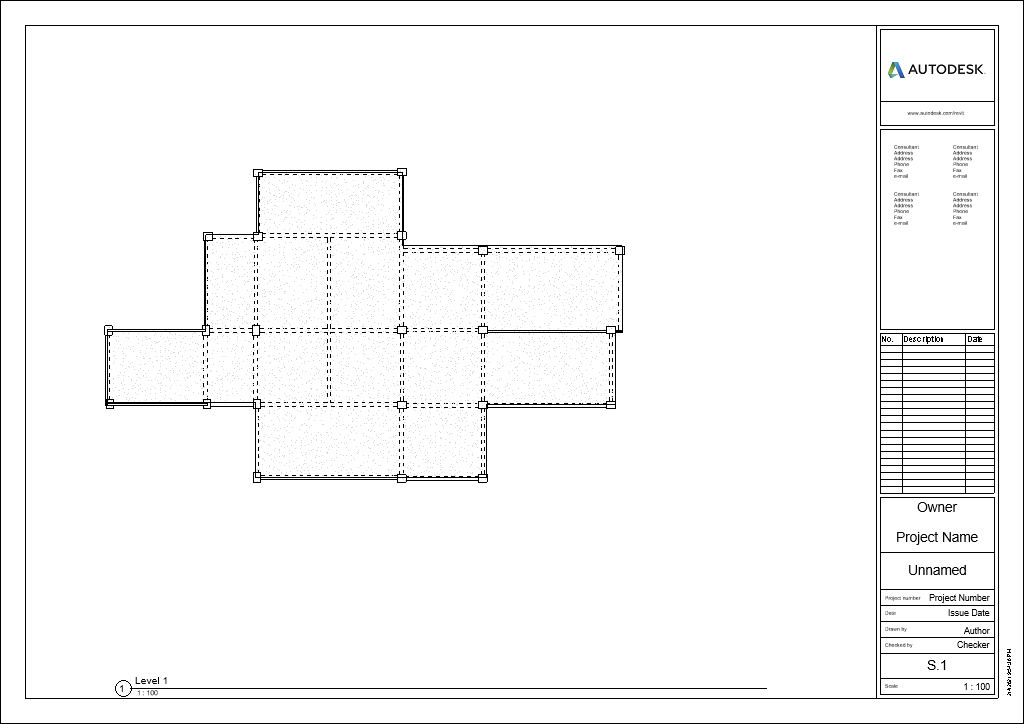 AUTODESK.
www.autodesk.com/revit
Consultant
Address
Address
Phone
Fax
e-mail
Consultant
Address
Address
Phone
Fax
e-mail
Consultant
Address
Address
Address
Phone
Fax
e-mail
Consultant
Address
Address
Address
Phone
Fax
e-mail
No. Description Date
Owner
Project Name
Unnamed
Project number Project Number
Date Issue Date
Drawn by Author
Checked by Checker
S.1
Scale 1 : 100
1 Level 1
1 : 100